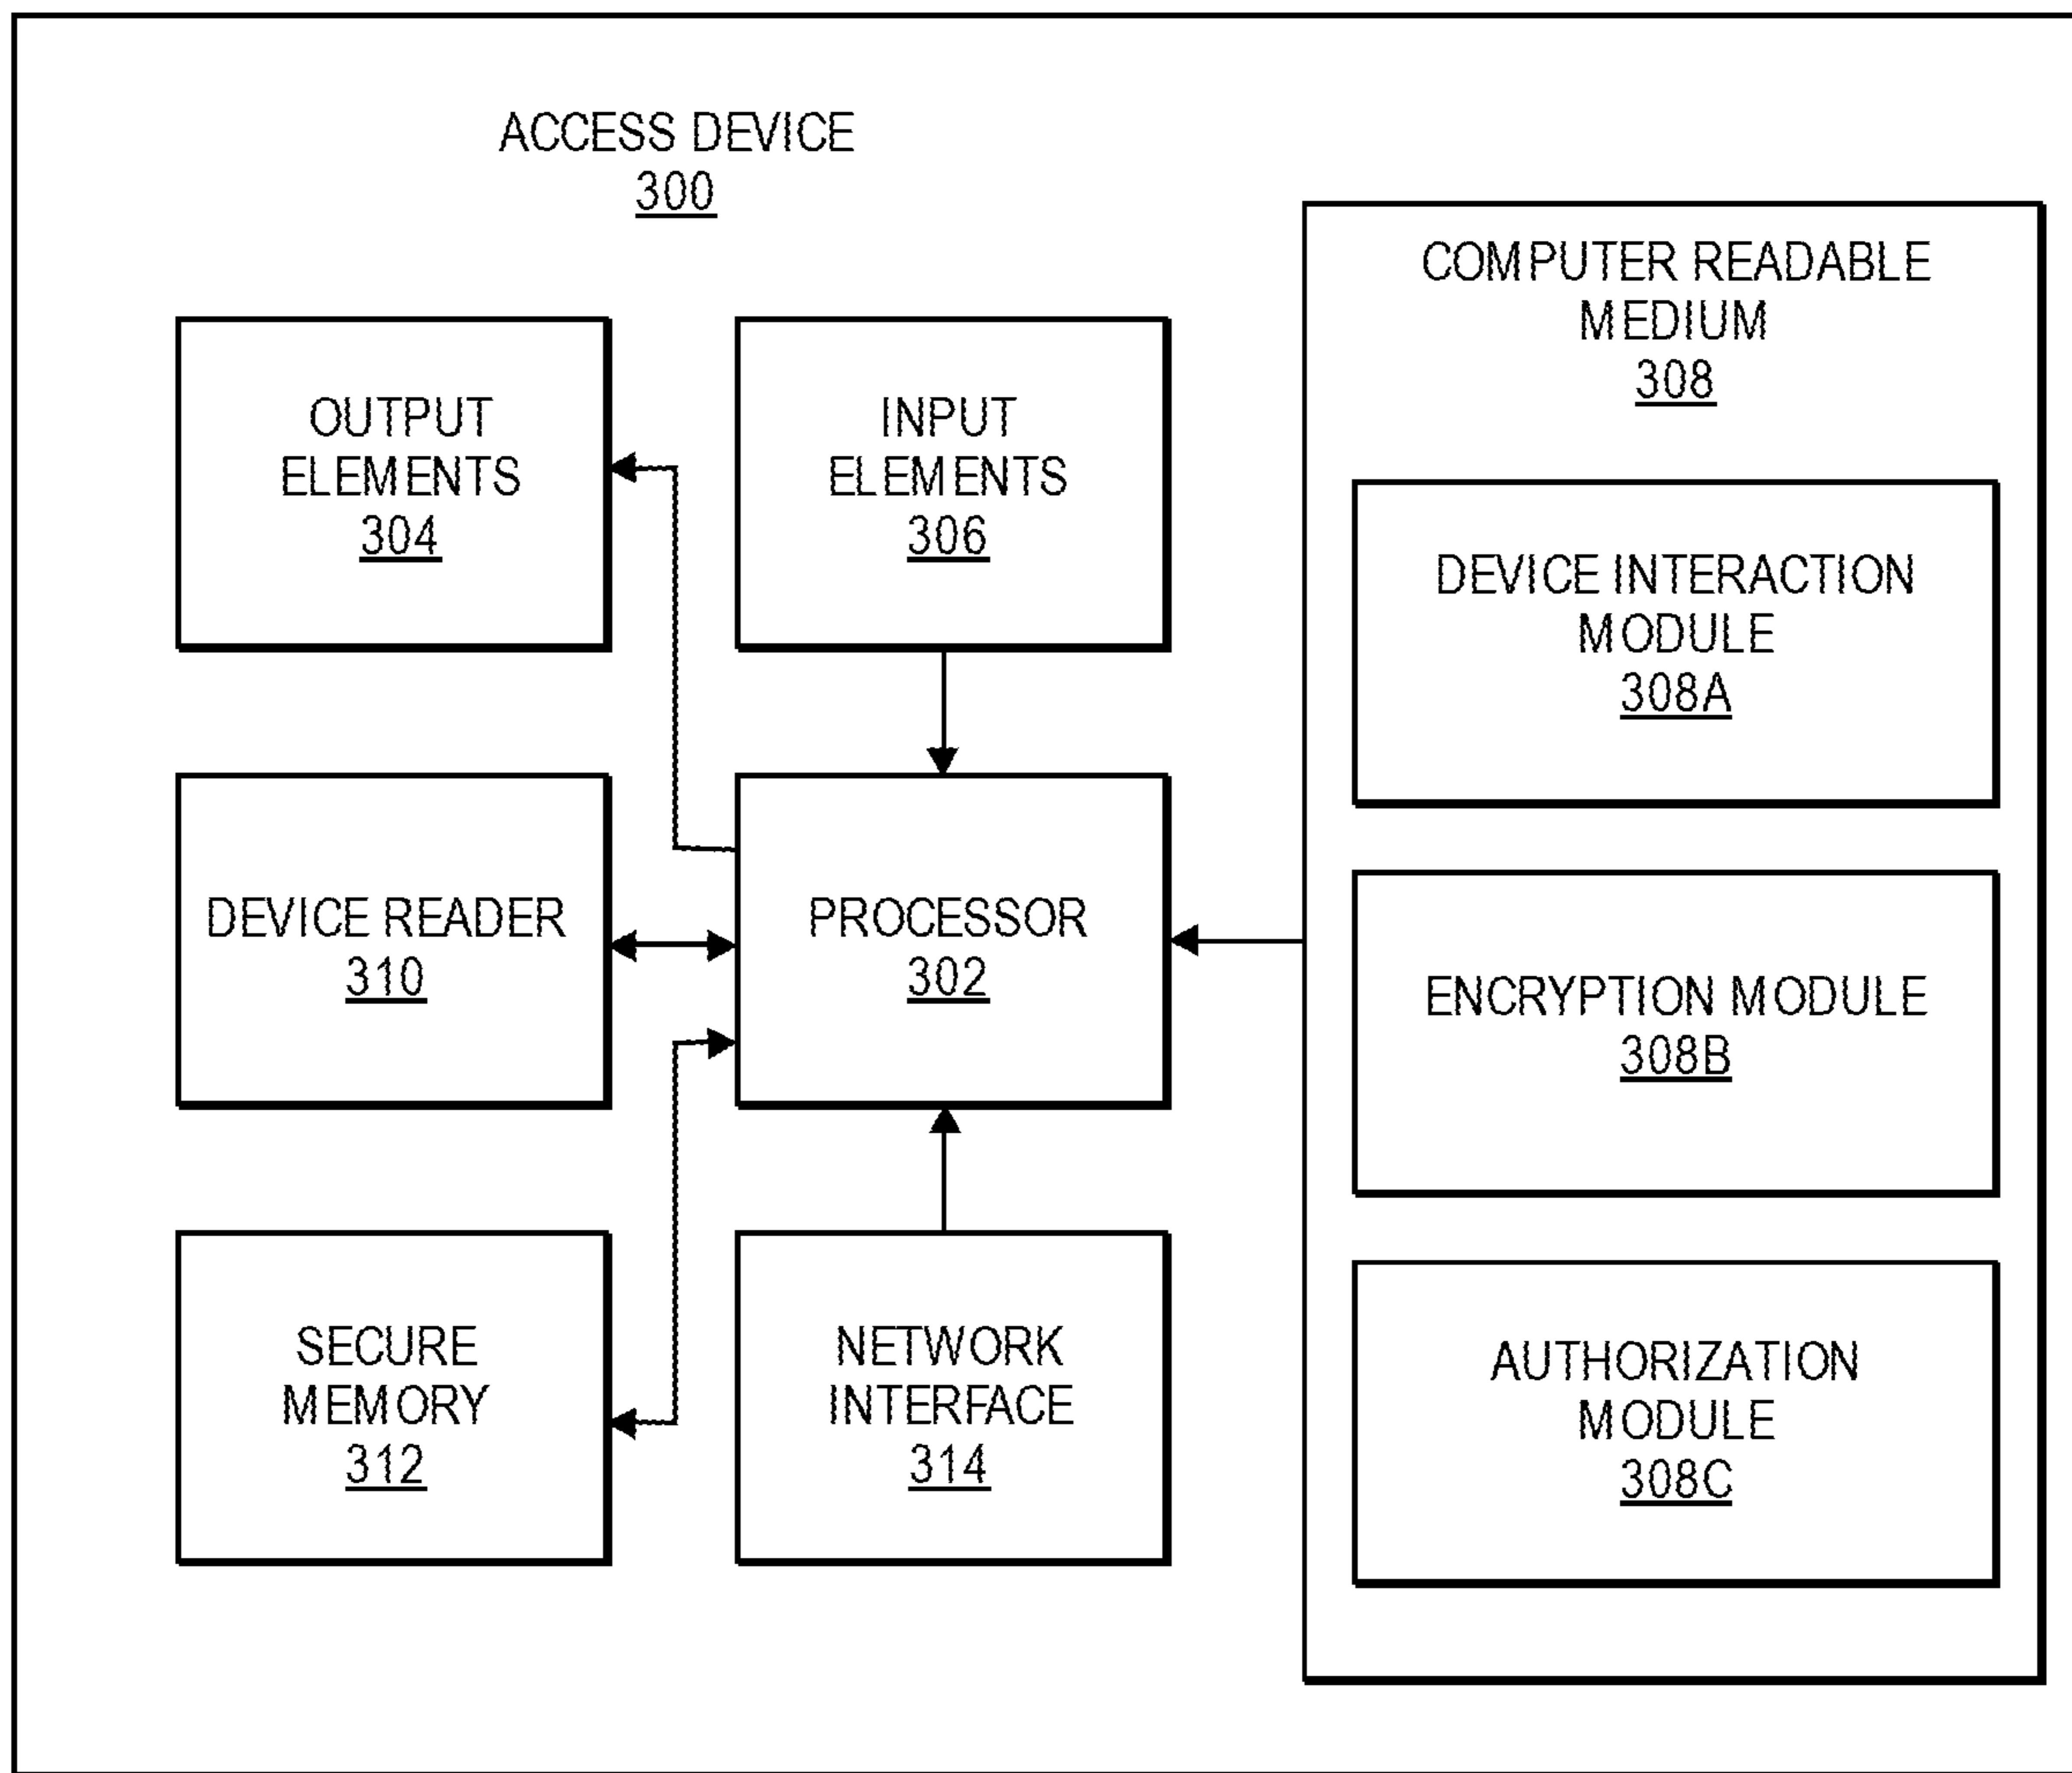 ACCESS DEVICE
300
OUTPUT
ELEMENTS
304
INPUT
ELEMENTS
306
DEVICE READER
310
PROCESSOR
302
SECURE
MEMORY
312
NETWORK
INTERFACE
314
COMPUTER READABLE
MEDIUM
308
DEVICE INTERACTION
MODULE
308A
ENCRYPTION MODULE
308B
AUTHORIZATION
MODULE
308C